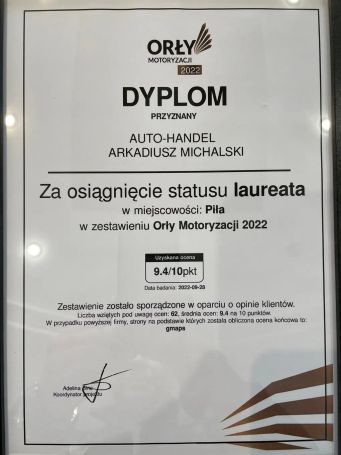 ORŁY
MOTORYZACJI
2022
DYPLOM
PRZYZNANY
AUTO-HANDEL
ARKADIUSZ MICHALSKI
Za osiągnięcie statusu laureata
w miejscowości: Piła
w zestawieniu Orły Motoryzacji 2022
Uzyskana ocena
9.4/10pkt
Data badania: 2022-09-28
Zestawienie zostało sporządzone w oparciu o opinie klientów.
Liczba wziętych pod uwagę ocen: 62, średnia ocen: 9.4 na 10 punktów.
W przypadku powyższej firmy, strony na podstawie których została obliczona ocena końcowa to:
gmaps
Adelina
Koordynator projektu